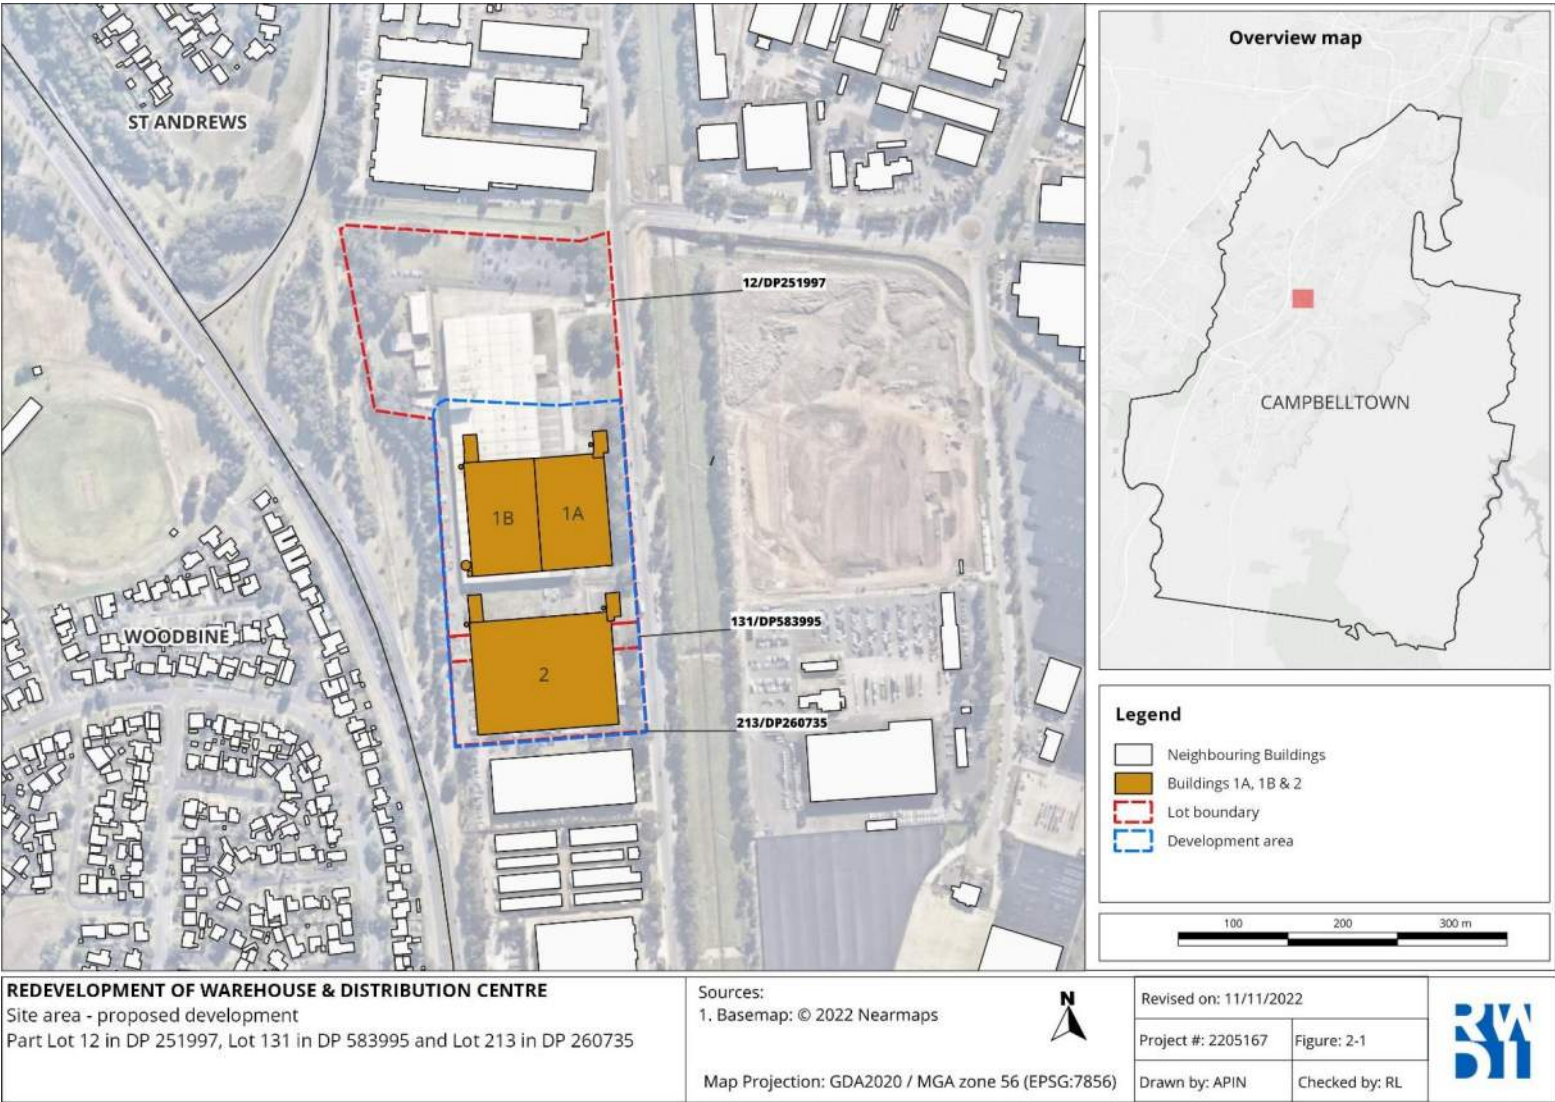 ST ANDREWS
12/DP251997
1B
1A
131/DP583995
WOODBINE
2
213/DP260735
Overview map
CAMPBELLTOWN
Legend
Neighbouring Buildings
Buildings 1A, 1B & 2
Lot boundary
Development area
100 200 300 m
REDEVELOPMENT OF WAREHOUSE & DISTRIBUTION CENTRE
Site area - proposed development
Part Lot 12 in DP 251997, Lot 131 in DP 583995 and Lot 213 in DP 260735
Sources:
1. Basemap: © 2022 Nearmaps
N
Map Projection: GDA2020 / MGA zone 56 (EPSG:7856)
Revised on: 11/11/2022
Project #: 2205167
Figure: 2-1
Drawn by: APIN
Checked by: RL
RW
DI